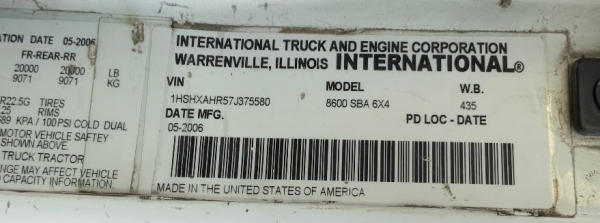 ATION DATE 05-2006
FR-REAR-RR
20000 20000 LB
9071 9071 KG
R22.5G TIRES
.25 RIMS
689 KPA / 100 PSI COLD DUAL
MOTOR VEHICLE SAFTEY
SHOWN ABOVE.
TRUCK TRACTOR
NGE MAY AFFECT VEHICLE
D CAPACITY INFORMATION.
INTERNATIONAL TRUCK AND ENGINE CORPORATION
WARRENVILLE, ILLINOIS INTERNATIONAL®
VIN MODEL W.B.
1HSHXAHR57J375580 8600 SBA 6X4 435
DATE MFG. PD LOC - DATE
05-2006
MADE IN THE UNITED STATES OF AMERICA